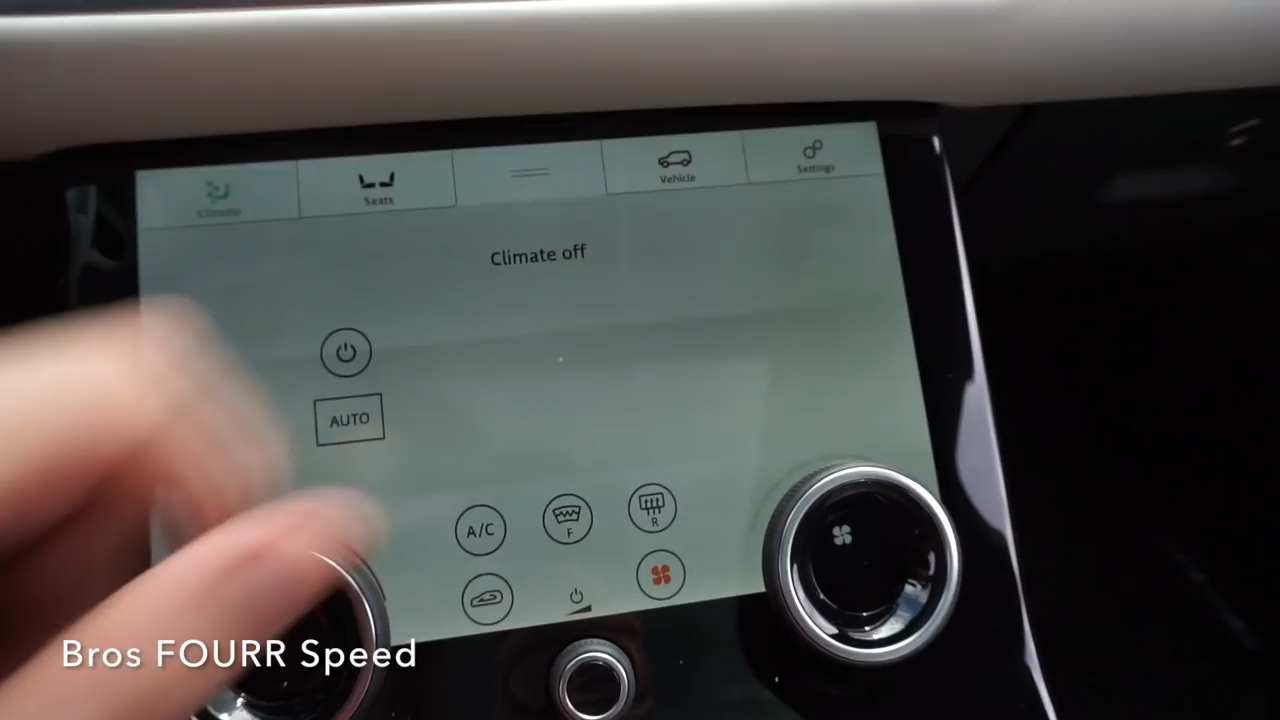 Climate
Seats
Vehicle
Settings
Climate off
AUTO
A/C
F
R
Bros FOURR Speed